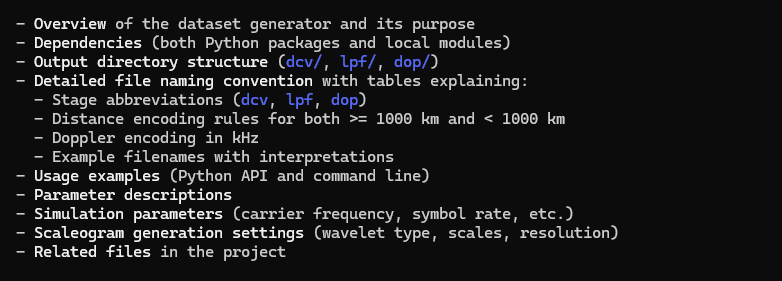 – Overview of the dataset generator and its purpose
– Dependencies (both Python packages and local modules)
– Output directory structure (dcv/, lpf/, dop/)
– Detailed file naming convention with tables explaining:
  – Stage abbreviations (dcv, lpf, dop)
  – Distance encoding rules for both >= 1000 km and < 1000 km
  – Doppler encoding in kHz
  – Example filenames with interpretations
– Usage examples (Python API and command line)
– Parameter descriptions
– Simulation parameters (carrier frequency, symbol rate, etc.)
– Scaleogram generation settings (wavelet type, scales, resolution)
– Related files in the project